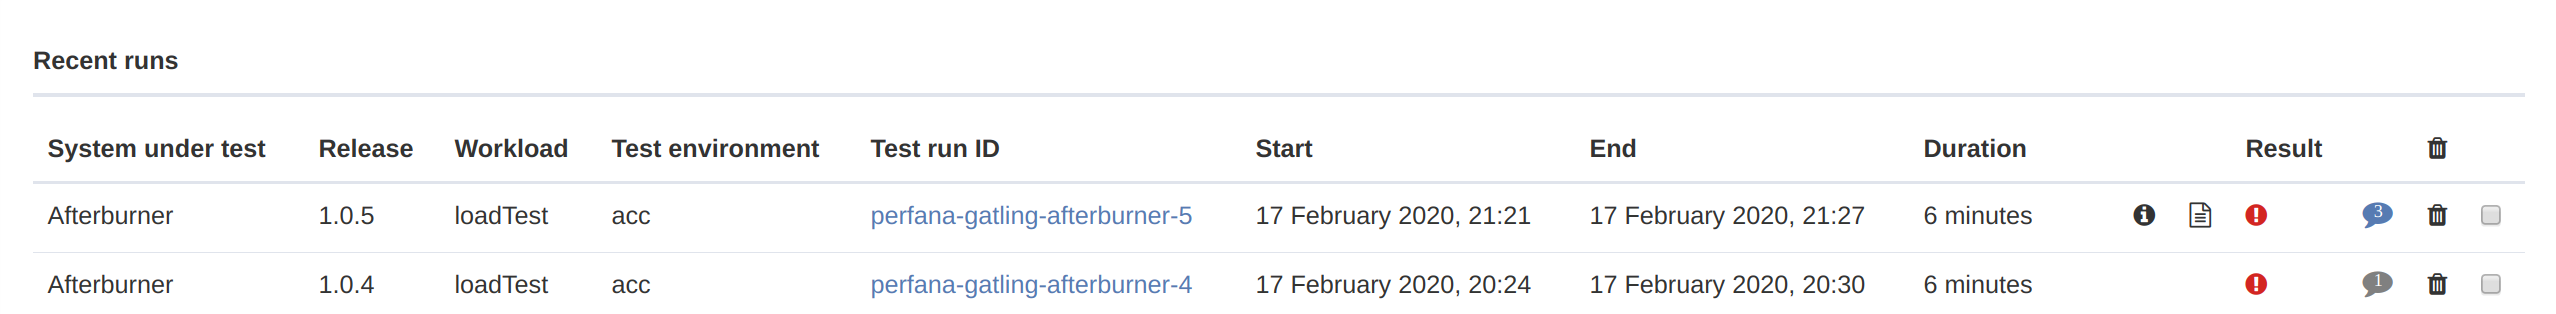 Recent runs
System under test Release Workload Test environment Test run ID Start End Duration Result
Afterburner 1.0.5 loadTest acc perfana-gatling-afterburner-5 17 February 2020, 21:21 17 February 2020, 21:27 6 minutes 3
Afterburner 1.0.4 loadTest acc perfana-gatling-afterburner-4 17 February 2020, 20:24 17 February 2020, 20:30 6 minutes 1